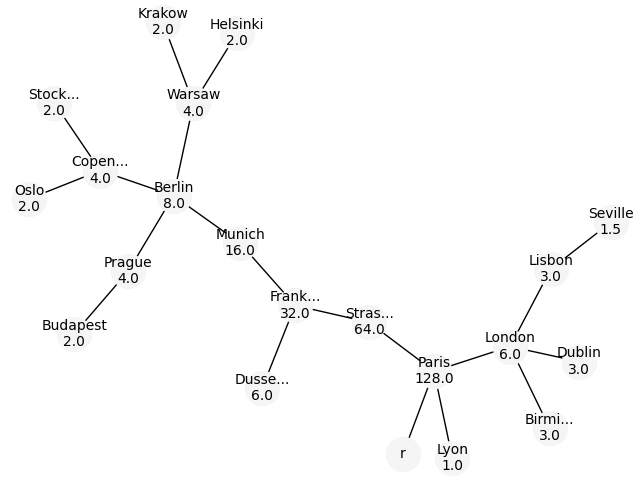 Krakow
2.0
Helsinki
2.0
Stock...
2.0
Warsaw
4.0
Copen...
4.0
Oslo
2.0
Berlin
8.0
Seville
1.5
Munich
16.0
Prague
4.0
Lisbon
3.0
Frank...
32.0
Stras...
64.0
Budapest
2.0
London
6.0
Dublin
3.0
Paris
128.0
Dusse...
6.0
Birmi...
3.0
r
Lyon
1.0